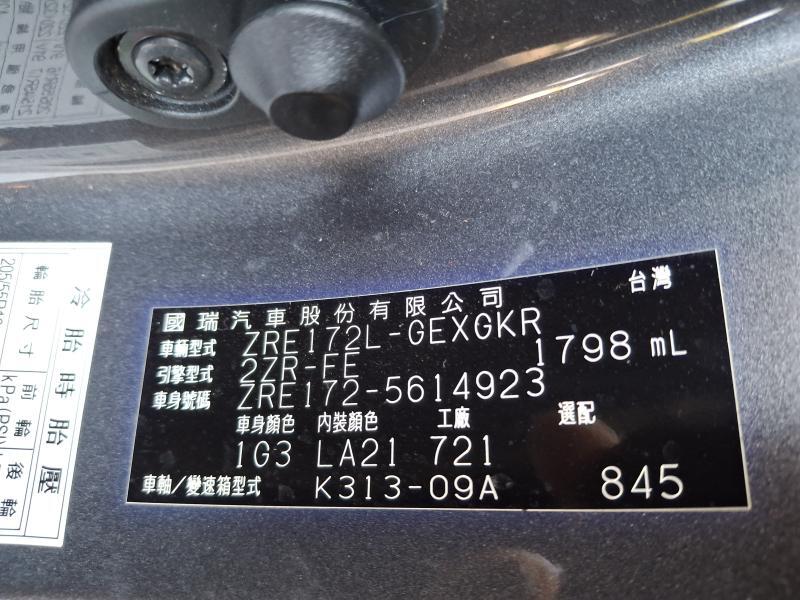 台灣
國瑞汽車股份有限公司
車輛型式 ZRE172L-GEXGKR
引擎型式 2ZR-FE 1798 mL
車身號碼 ZRE172-5614923
車身顏色 內裝顏色 工廠 選配
1G3 LA21 721
車軸/變速箱型式 K313-09A 845
冷胎時胎壓
輪胎尺寸 前輪 後輪